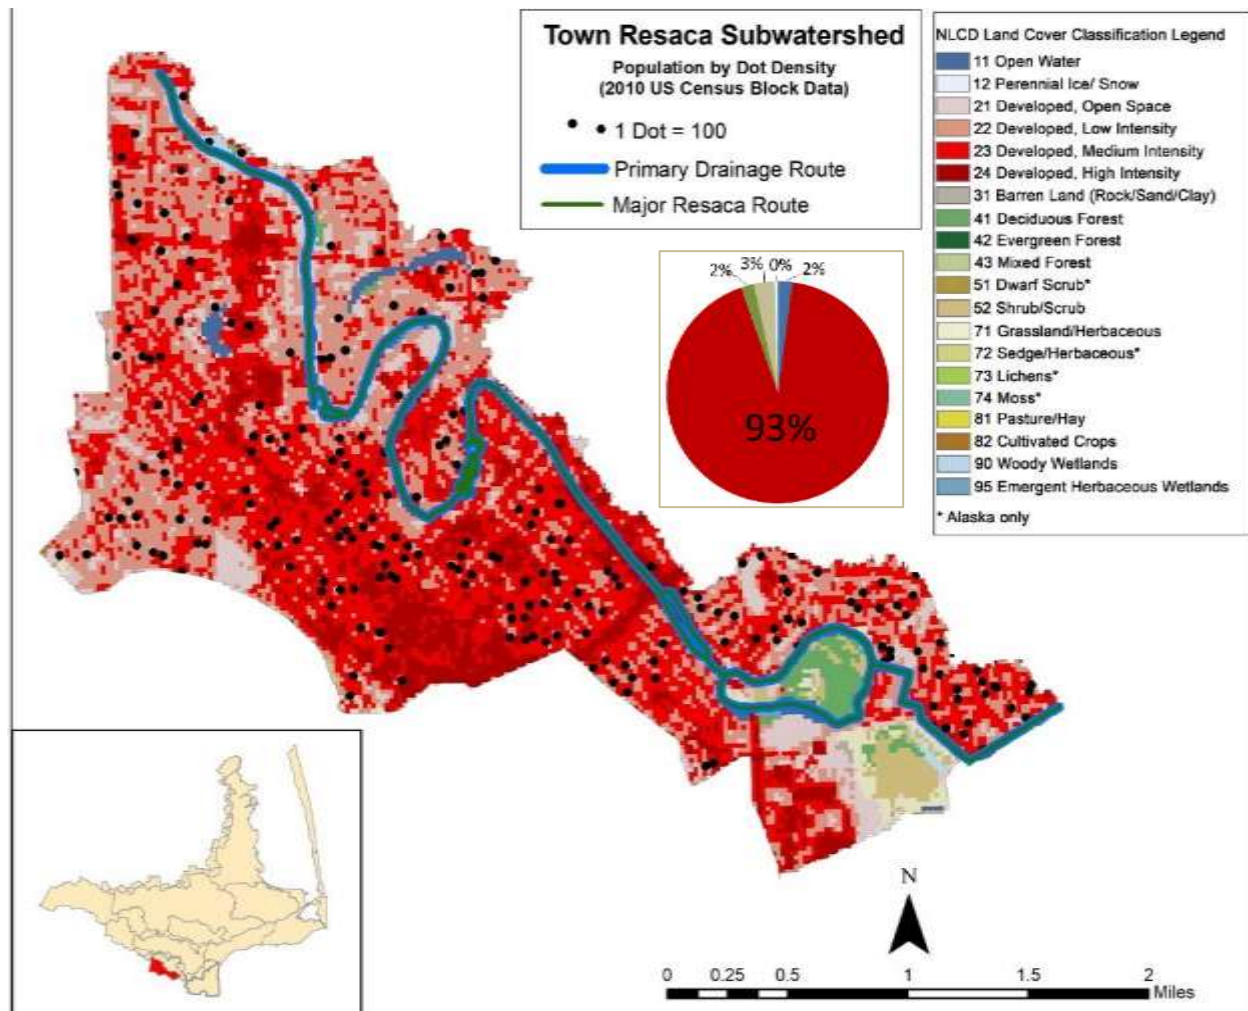 Town Resaca Subwatershed
Population by Dot Density
(2010 US Census Block Data)
1 Dot = 100
Primary Drainage Route
Major Resaca Route
NLCD Land Cover Classification Legend
11 Open Water
12 Perennial Ice/ Snow
21 Developed, Open Space
22 Developed, Low Intensity
23 Developed, Medium Intensity
24 Developed, High Intensity
31 Barren Land (Rock/Sand/Clay)
41 Deciduous Forest
42 Evergreen Forest
43 Mixed Forest
51 Dwarf Scrub*
52 Shrub/Scrub
71 Grassland/Herbaceous
72 Sedge/Herbaceous*
73 Lichens*
74 Moss*
81 Pasture/Hay
82 Cultivated Crops
90 Woody Wetlands
95 Emergent Herbaceous Wetlands
* Alaska only
2% 3% 0% 2%
93%
N
0 0.25 0.5 1 1.5 2
Miles